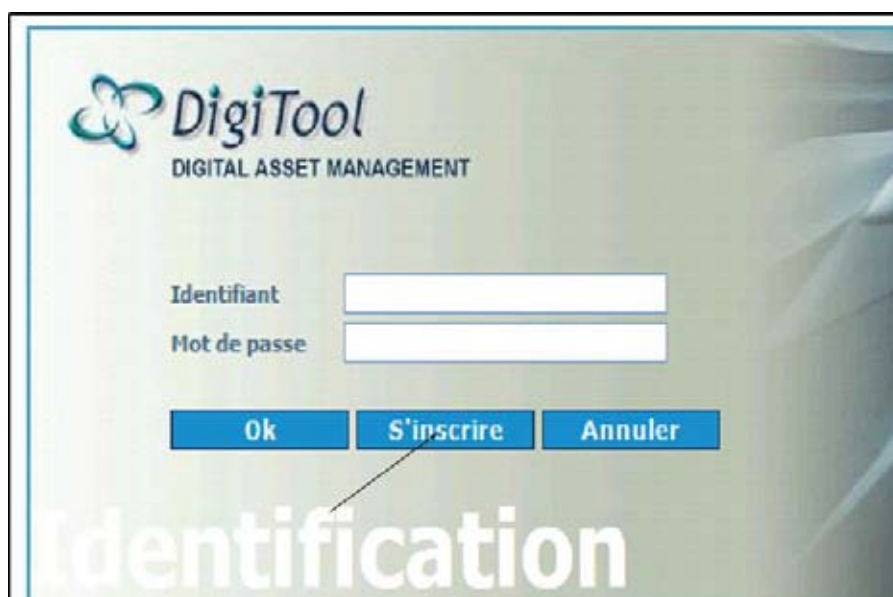 DigiTool
DIGITAL ASSET MANAGEMENT
Identifiant
Mot de passe
Ok
S'inscrire
Annuler
Identification